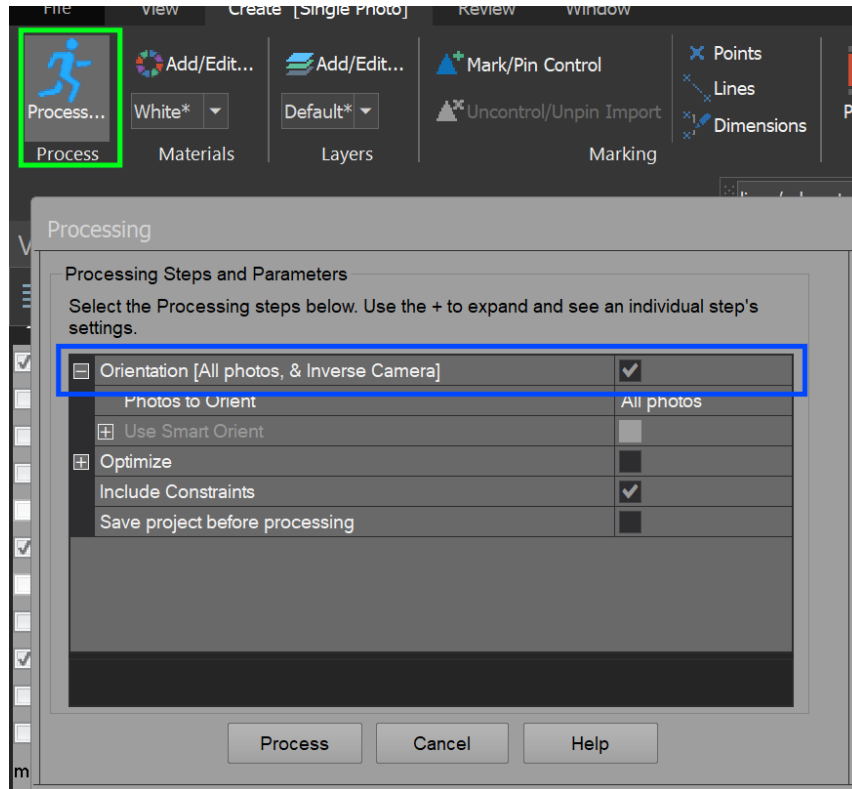 File View Create [Single Photo] Review Window
Add/Edit... Add/Edit... Mark/Pin Control Points
Lines
Process... White* Default* Uncontrol/Unpin Import
Dimensions
Process Materials Layers Marking
Processing
Processing Steps and Parameters
Select the Processing steps below. Use the + to expand and see an individual step's
settings.
Orientation [All photos, & Inverse Camera]
Photos to Orient All photos
Use Smart Orient
Optimize
Include Constraints
Save project before processing
Process Cancel Help
m